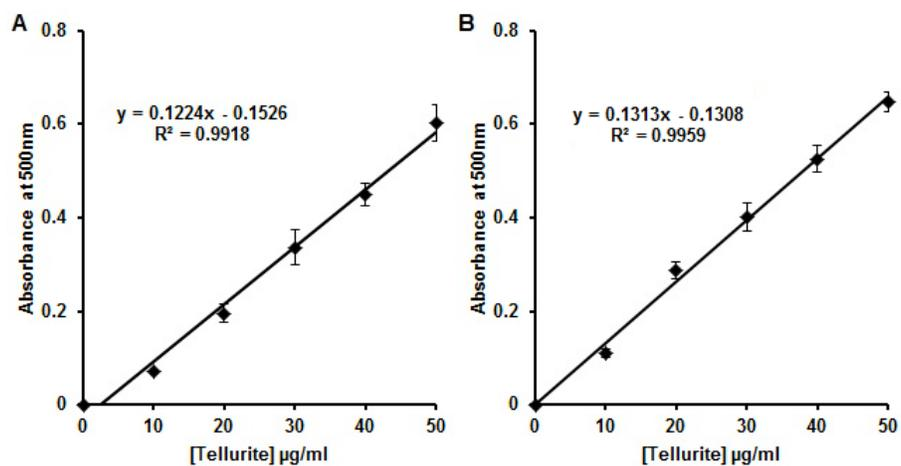 A
0.8
y = 0.1224x - 0.1526
R² = 0.9918
0.6
0.4
0.2
0
Absorbance at 500nm
0 10 20 30 40 50
[Tellurite] µg/ml
B
0.8
y = 0.1313x - 0.1308
R² = 0.9959
0.6
0.4
0.2
0
Absorbance at 500nm
0 10 20 30 40 50
[Tellurite] µg/ml